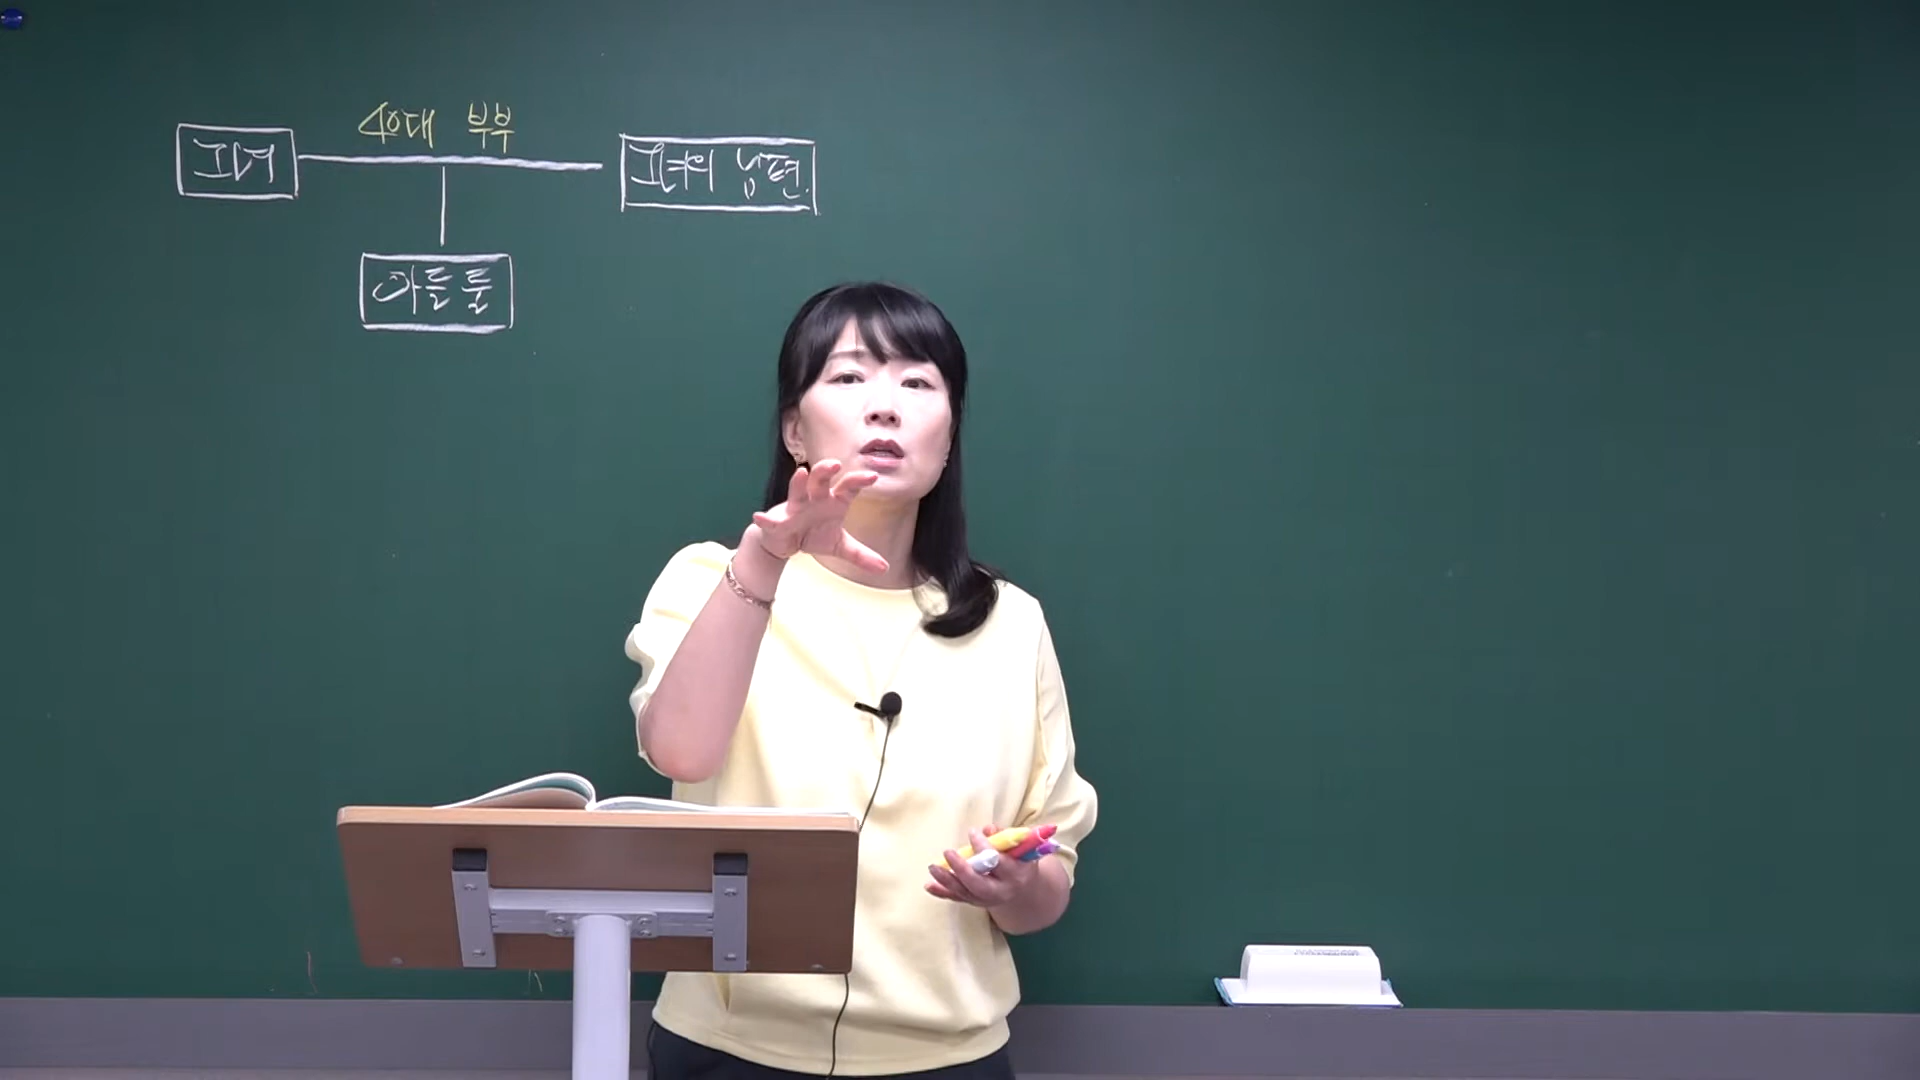 40대 부부
그녀
그녀의 남편.
아들 둘